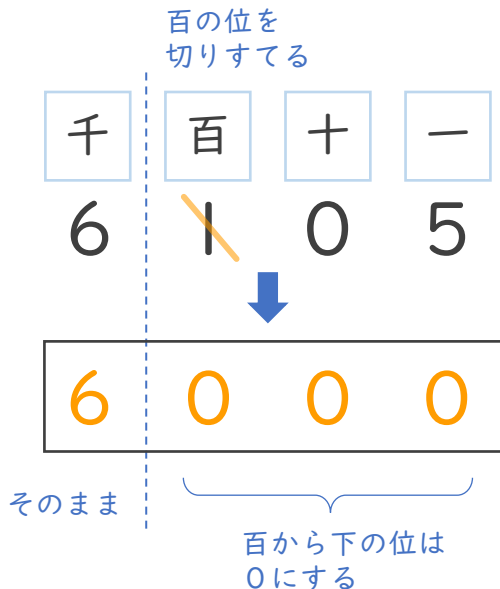 百の位を
切りすてる
千 百 十 一
6 1 0 5
6 0 0 0
そのまま
百から下の位は
0にする